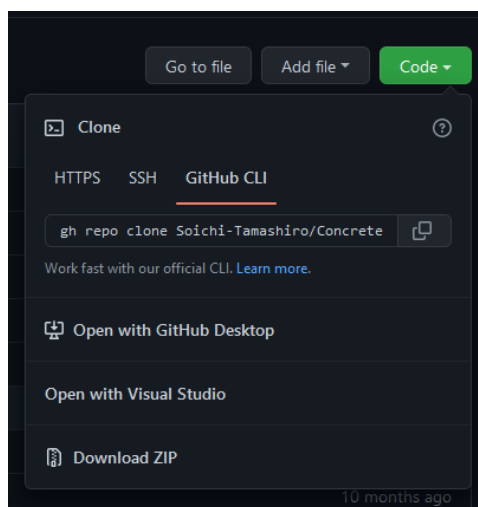 Go to file
Add file
Code
Clone
HTTPS SSH GitHub CLI
gh repo clone Soichi-Tamashiro/Concrete
Work fast with our official CLI. Learn more.
Open with GitHub Desktop
Open with Visual Studio
Download ZIP
10 months ago